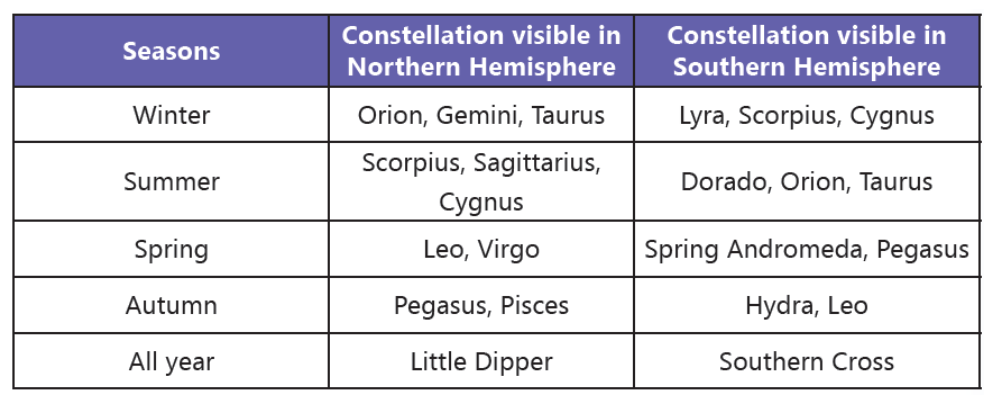 Seasons
Constellation visible in
Northern Hemisphere
Constellation visible in
Southern Hemisphere
Winter
Orion, Gemini, Taurus
Lyra, Scorpius, Cygnus
Summer
Scorpius, Sagittarius,
Cygnus
Dorado, Orion, Taurus
Spring
Leo, Virgo
Spring Andromeda, Pegasus
Autumn
Pegasus, Pisces
Hydra, Leo
All year
Little Dipper
Southern Cross